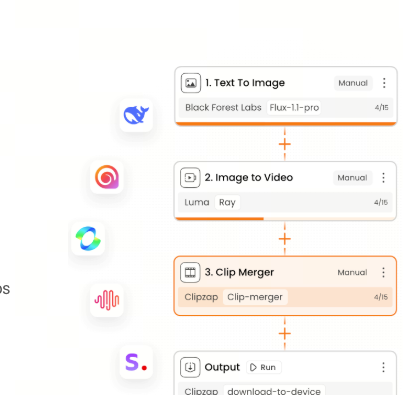 1. Text To Image Manual
Black Forest Labs Flux-1.1-pro 4/15
2. Image to Video Manual
Luma Ray 4/15
os
3. Clip Merger Manual
Clipzap Clip-merger 4/15
S.
Output Run
Clipzap download-to-device